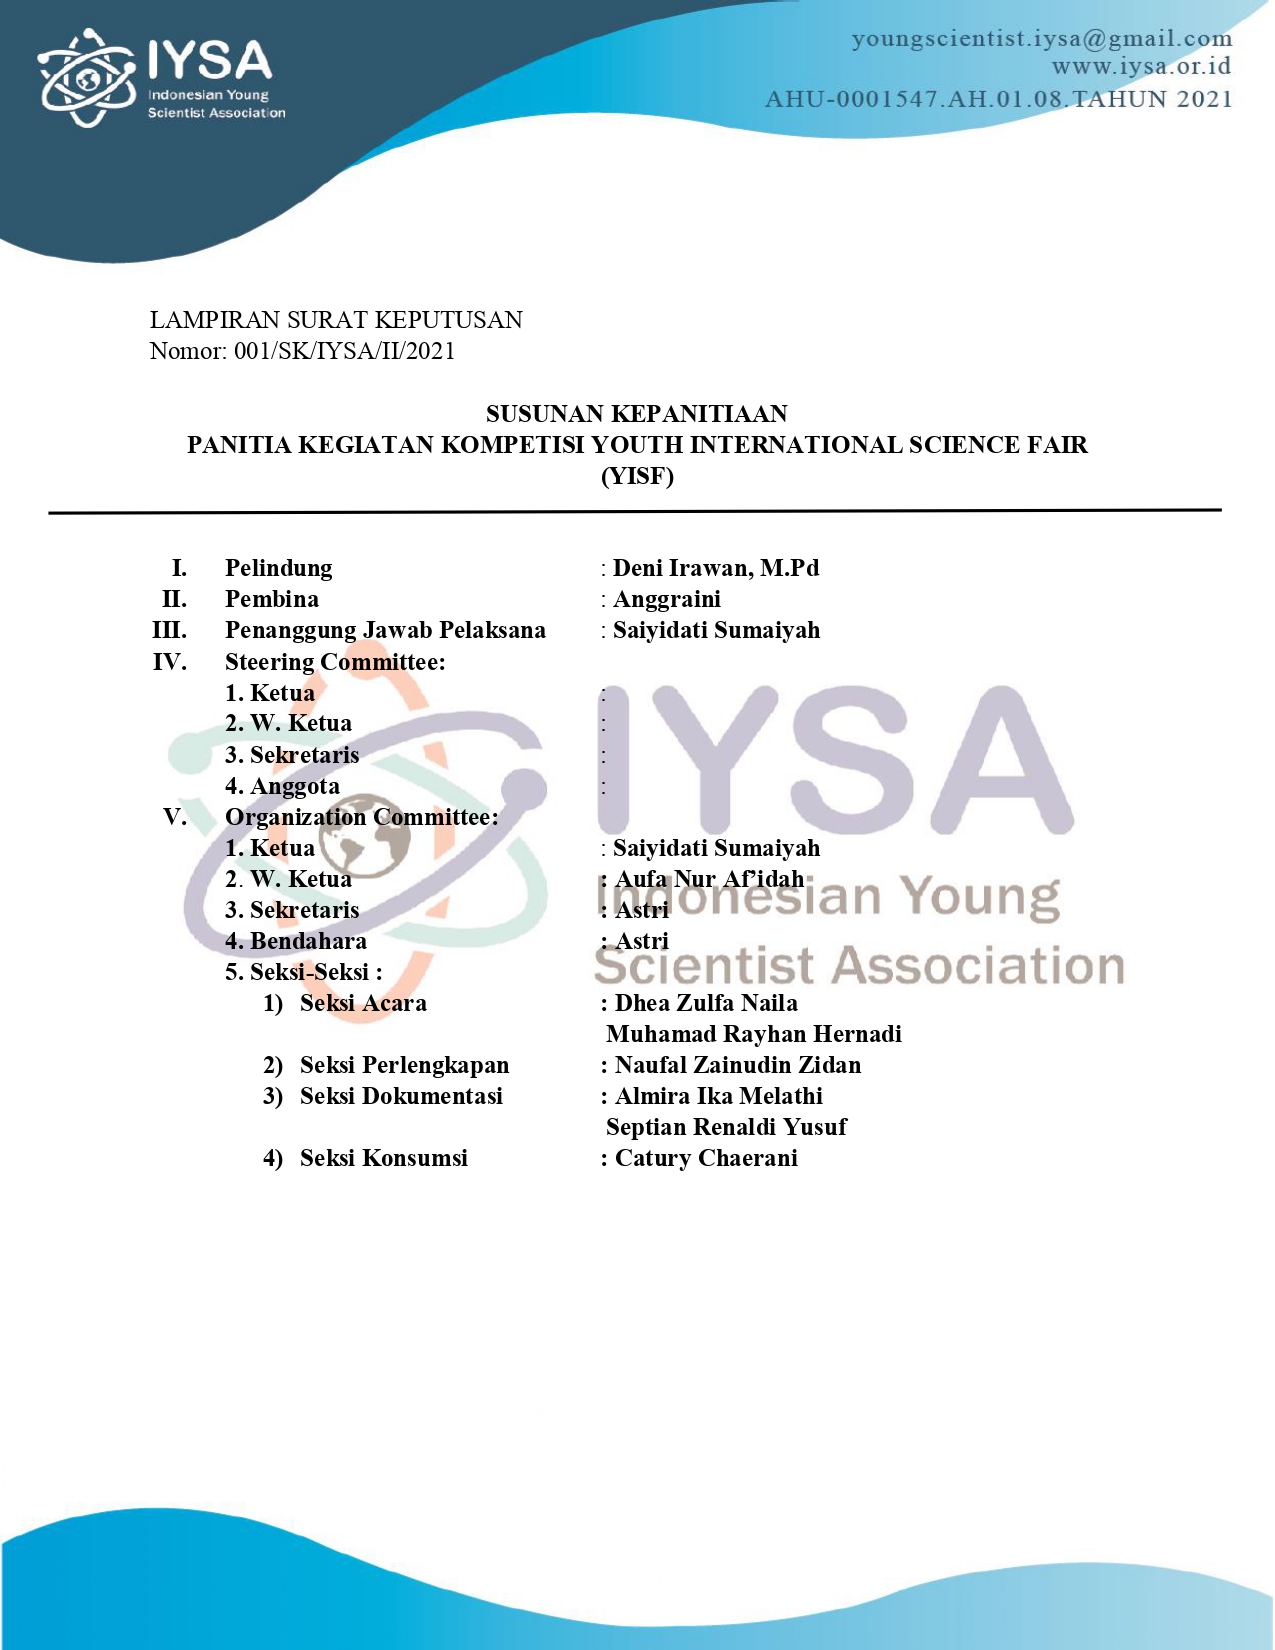 IYSA
Indonesian Young
Scientist Association
youngscientist.iysa@gmail.com
www.iysa.or.id
AHU-0001547.AH.01.08.TAHUN 2021
LAMPIRAN SURAT KEPUTUSAN
Nomor: 001/SK/IYSA/II/2021
SUSUNAN KEPANITIAAN
PANITIA KEGIATAN KOMPETISI YOUTH INTERNATIONAL SCIENCE FAIR
(YISF)
I. Pelindung : Deni Irawan, M.Pd
II. Pembina : Anggraini
III. Penanggung Jawab Pelaksana : Saiyidati Sumaiyah
IV. Steering Committee:
1. Ketua :
2. W. Ketua :
3. Sekretaris :
4. Anggota :
V. Organization Committee:
1. Ketua : Saiyidati Sumaiyah
2. W. Ketua : Aufa Nur Af’idah
3. Sekretaris : Astri
4. Bendahara : Astri
5. Seksi-Seksi :
1) Seksi Acara : Dhea Zulfa Naila
Muhamad Rayhan Hernadi
2) Seksi Perlengkapan : Naufal Zainudin Zidan
3) Seksi Dokumentasi : Almira Ika Melathi
Septian Renaldi Yusuf
4) Seksi Konsumsi : Catury Chaerani
IYSA
Indonesian Young
Scientist Association